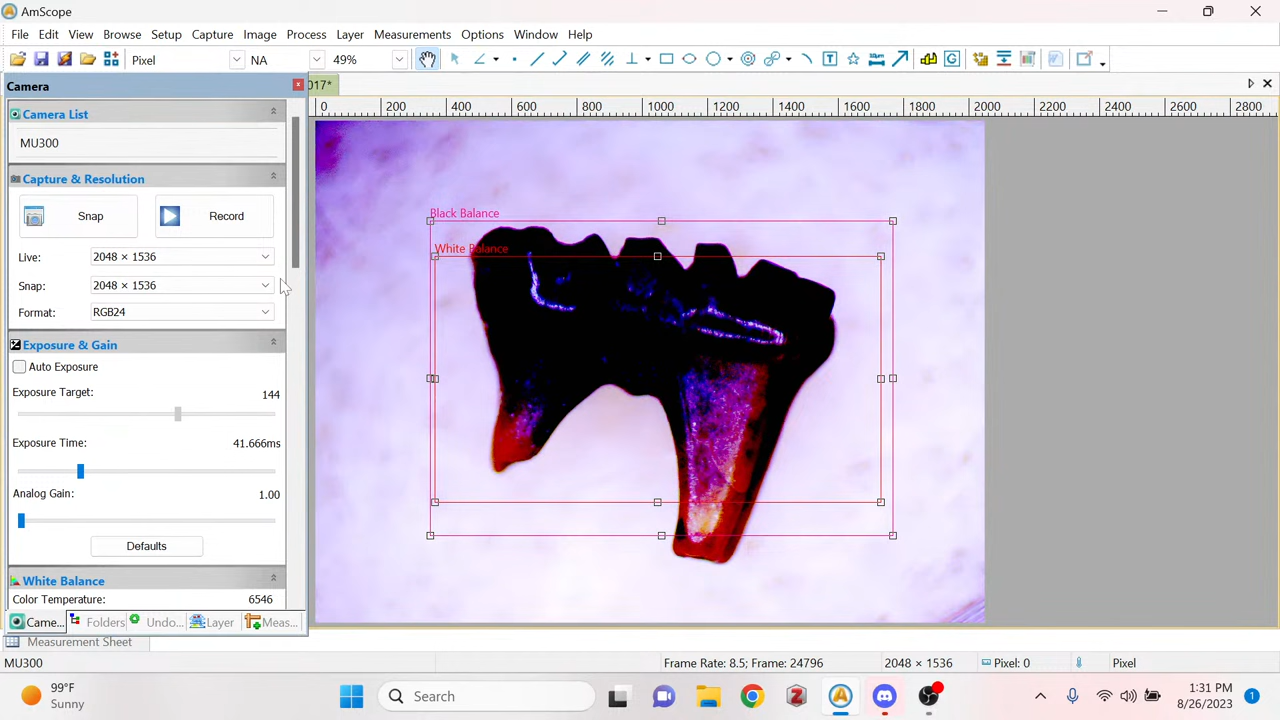 AmScope
File Edit View Browse Setup Capture Image Process Layer Measurements Options Window Help
Pixel NA 49%
Camera 017*
0 200 400 600 800 1000 1200 1400 1600 1800 2000 2200 2400 2600 2800
Camera List
MU300
Capture & Resolution
Snap Record
Live: 2048 × 1536
Snap: 2048 × 1536
Format: RGB24
Exposure & Gain
Auto Exposure
Exposure Target: 144
Exposure Time: 41.666ms
Analog Gain: 1.00
Defaults
White Balance
Color Temperature: 6546
Came... Folders Undo... Layer Meas...
Black Balance
White Balance
Measurement Sheet
MU300 Frame Rate: 8.5; Frame: 24796 2048 × 1536 Pixel: 0 Pixel
99°F
Sunny
Search
1:31 PM
8/26/2023
1